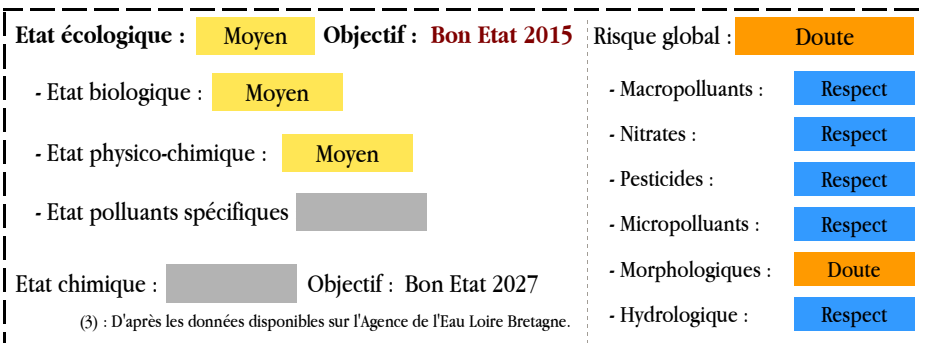 Etat écologique : Moyen Objectif : Bon Etat 2015
- Etat biologique : Moyen
- Etat physico-chimique : Moyen
- Etat polluants spécifiques
Etat chimique : Objectif : Bon Etat 2027
(3) : D'après les données disponibles sur l'Agence de l'Eau Loire Bretagne.
Risque global : Doute
- Macropolluants : Respect
- Nitrates : Respect
- Pesticides : Respect
- Micropolluants : Respect
- Morphologiques : Doute
- Hydrologique : Respect